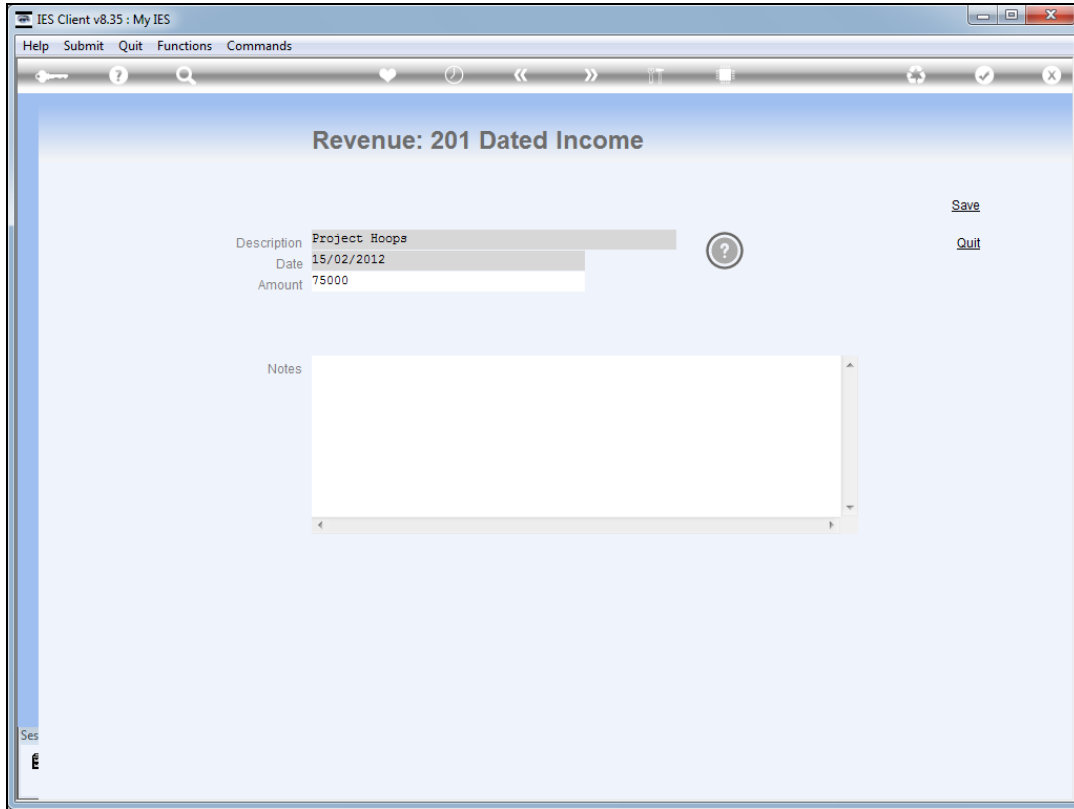 IES Client v8.35 : My IES
Help Submit Quit Functions Commands
Revenue: 201 Dated Income
Save
Description Project Hoops
Quit
Date 15/02/2012
Amount 75000
Notes
Ses